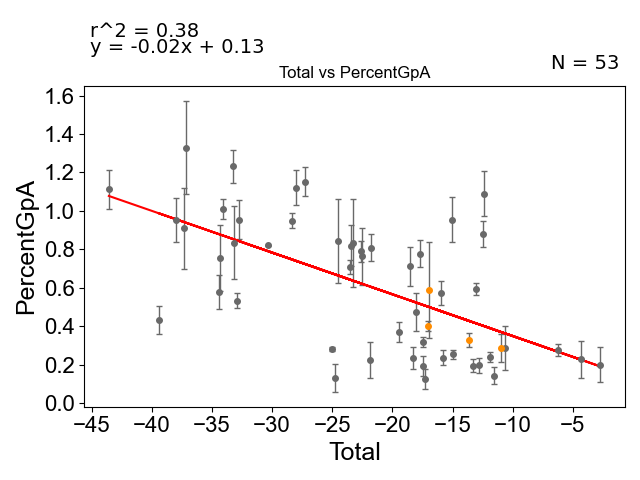 r^2 = 0.38
y = -0.02x + 0.13
N = 53
Total vs PercentGpA
PercentGpA
1.6
1.4
1.2
1.0
0.8
0.6
0.4
0.2
0.0
−45 −40 −35 −30 −25 −20 −15 −10 −5
Total